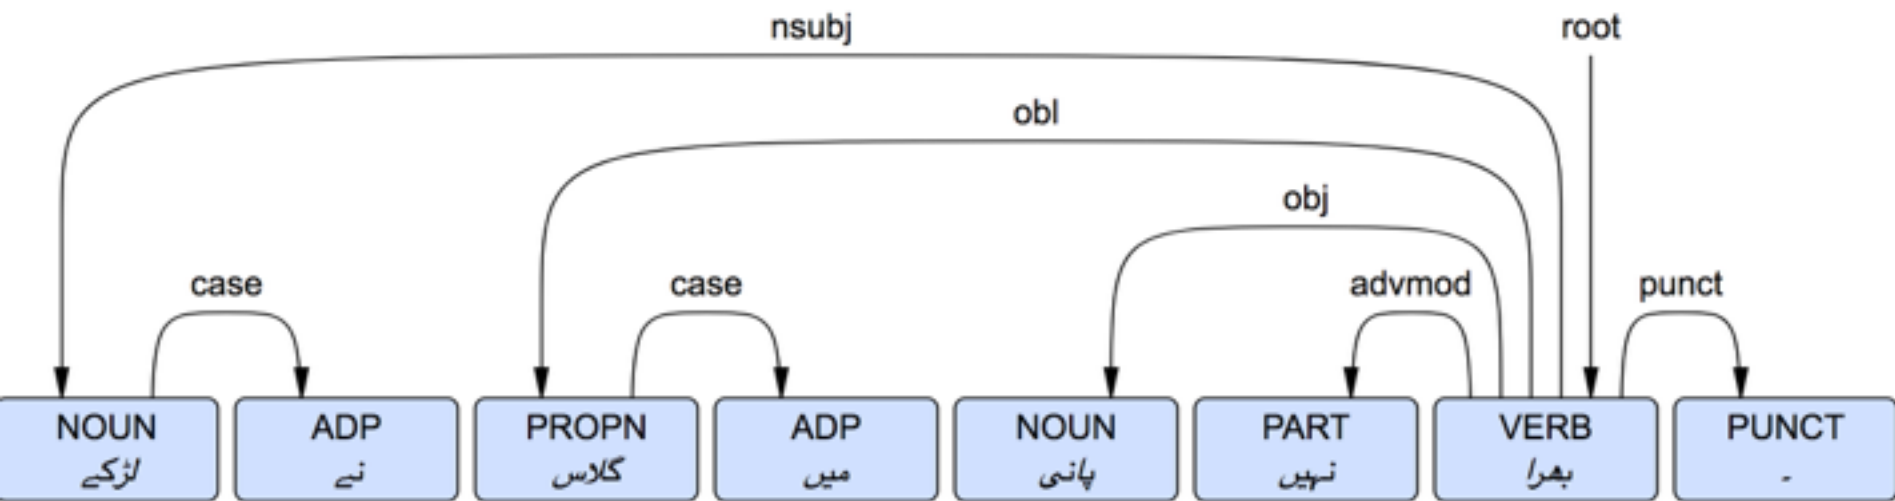 nsubj root
obl
obj
case case advmod punct
NOUN ADP PROPN ADP NOUN PART VERB PUNCT
لڑکے نے گلاس میں پانی نہیں بھرا ۔